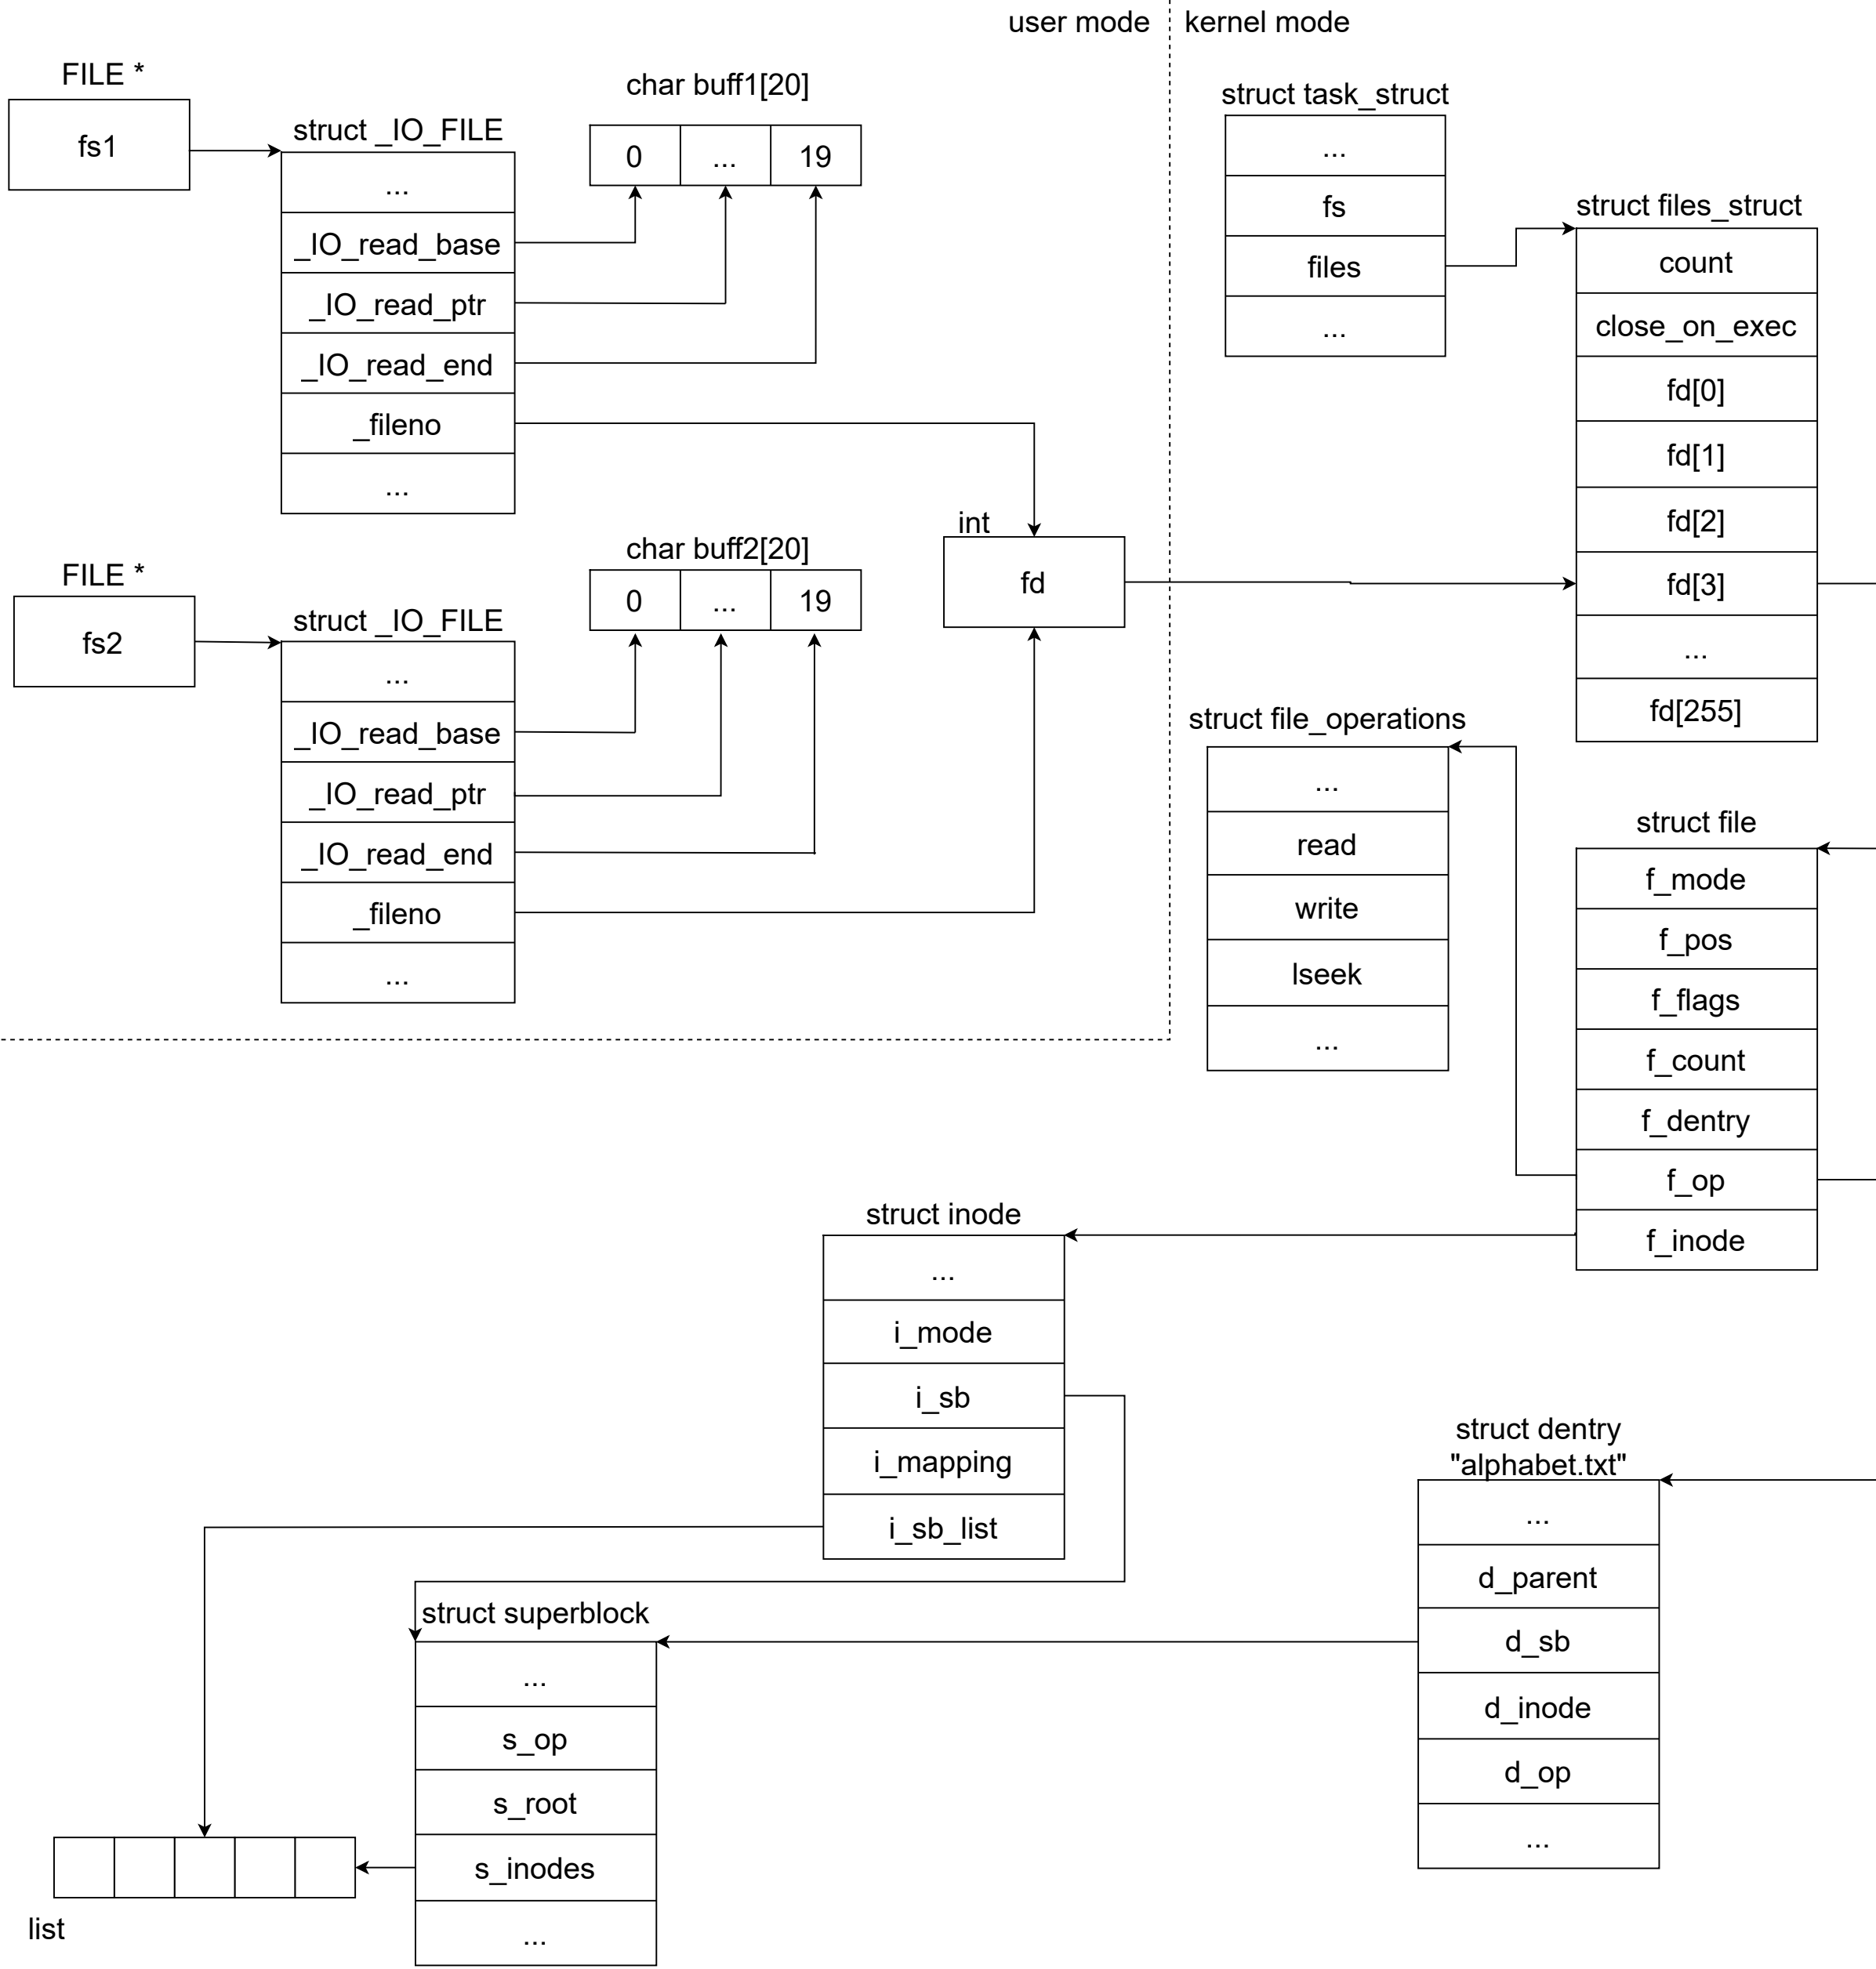 user mode
kernel mode
FILE *
fs1
struct _IO_FILE
...
_IO_read_base
_IO_read_ptr
_IO_read_end
_fileno
...
char buff1[20]
0
...
19
FILE *
fs2
struct _IO_FILE
...
_IO_read_base
_IO_read_ptr
_IO_read_end
_fileno
...
char buff2[20]
0
...
19
int
fd
struct task_struct
...
fs
files
...
struct files_struct
count
close_on_exec
fd[0]
fd[1]
fd[2]
fd[3]
...
fd[255]
struct file_operations
...
read
write
lseek
...
struct file
f_mode
f_pos
f_flags
f_count
f_dentry
f_op
f_inode
struct inode
...
i_mode
i_sb
i_mapping
i_sb_list
struct dentry
"alphabet.txt"
...
d_parent
d_sb
d_inode
d_op
...
struct superblock
...
s_op
s_root
s_inodes
...
list